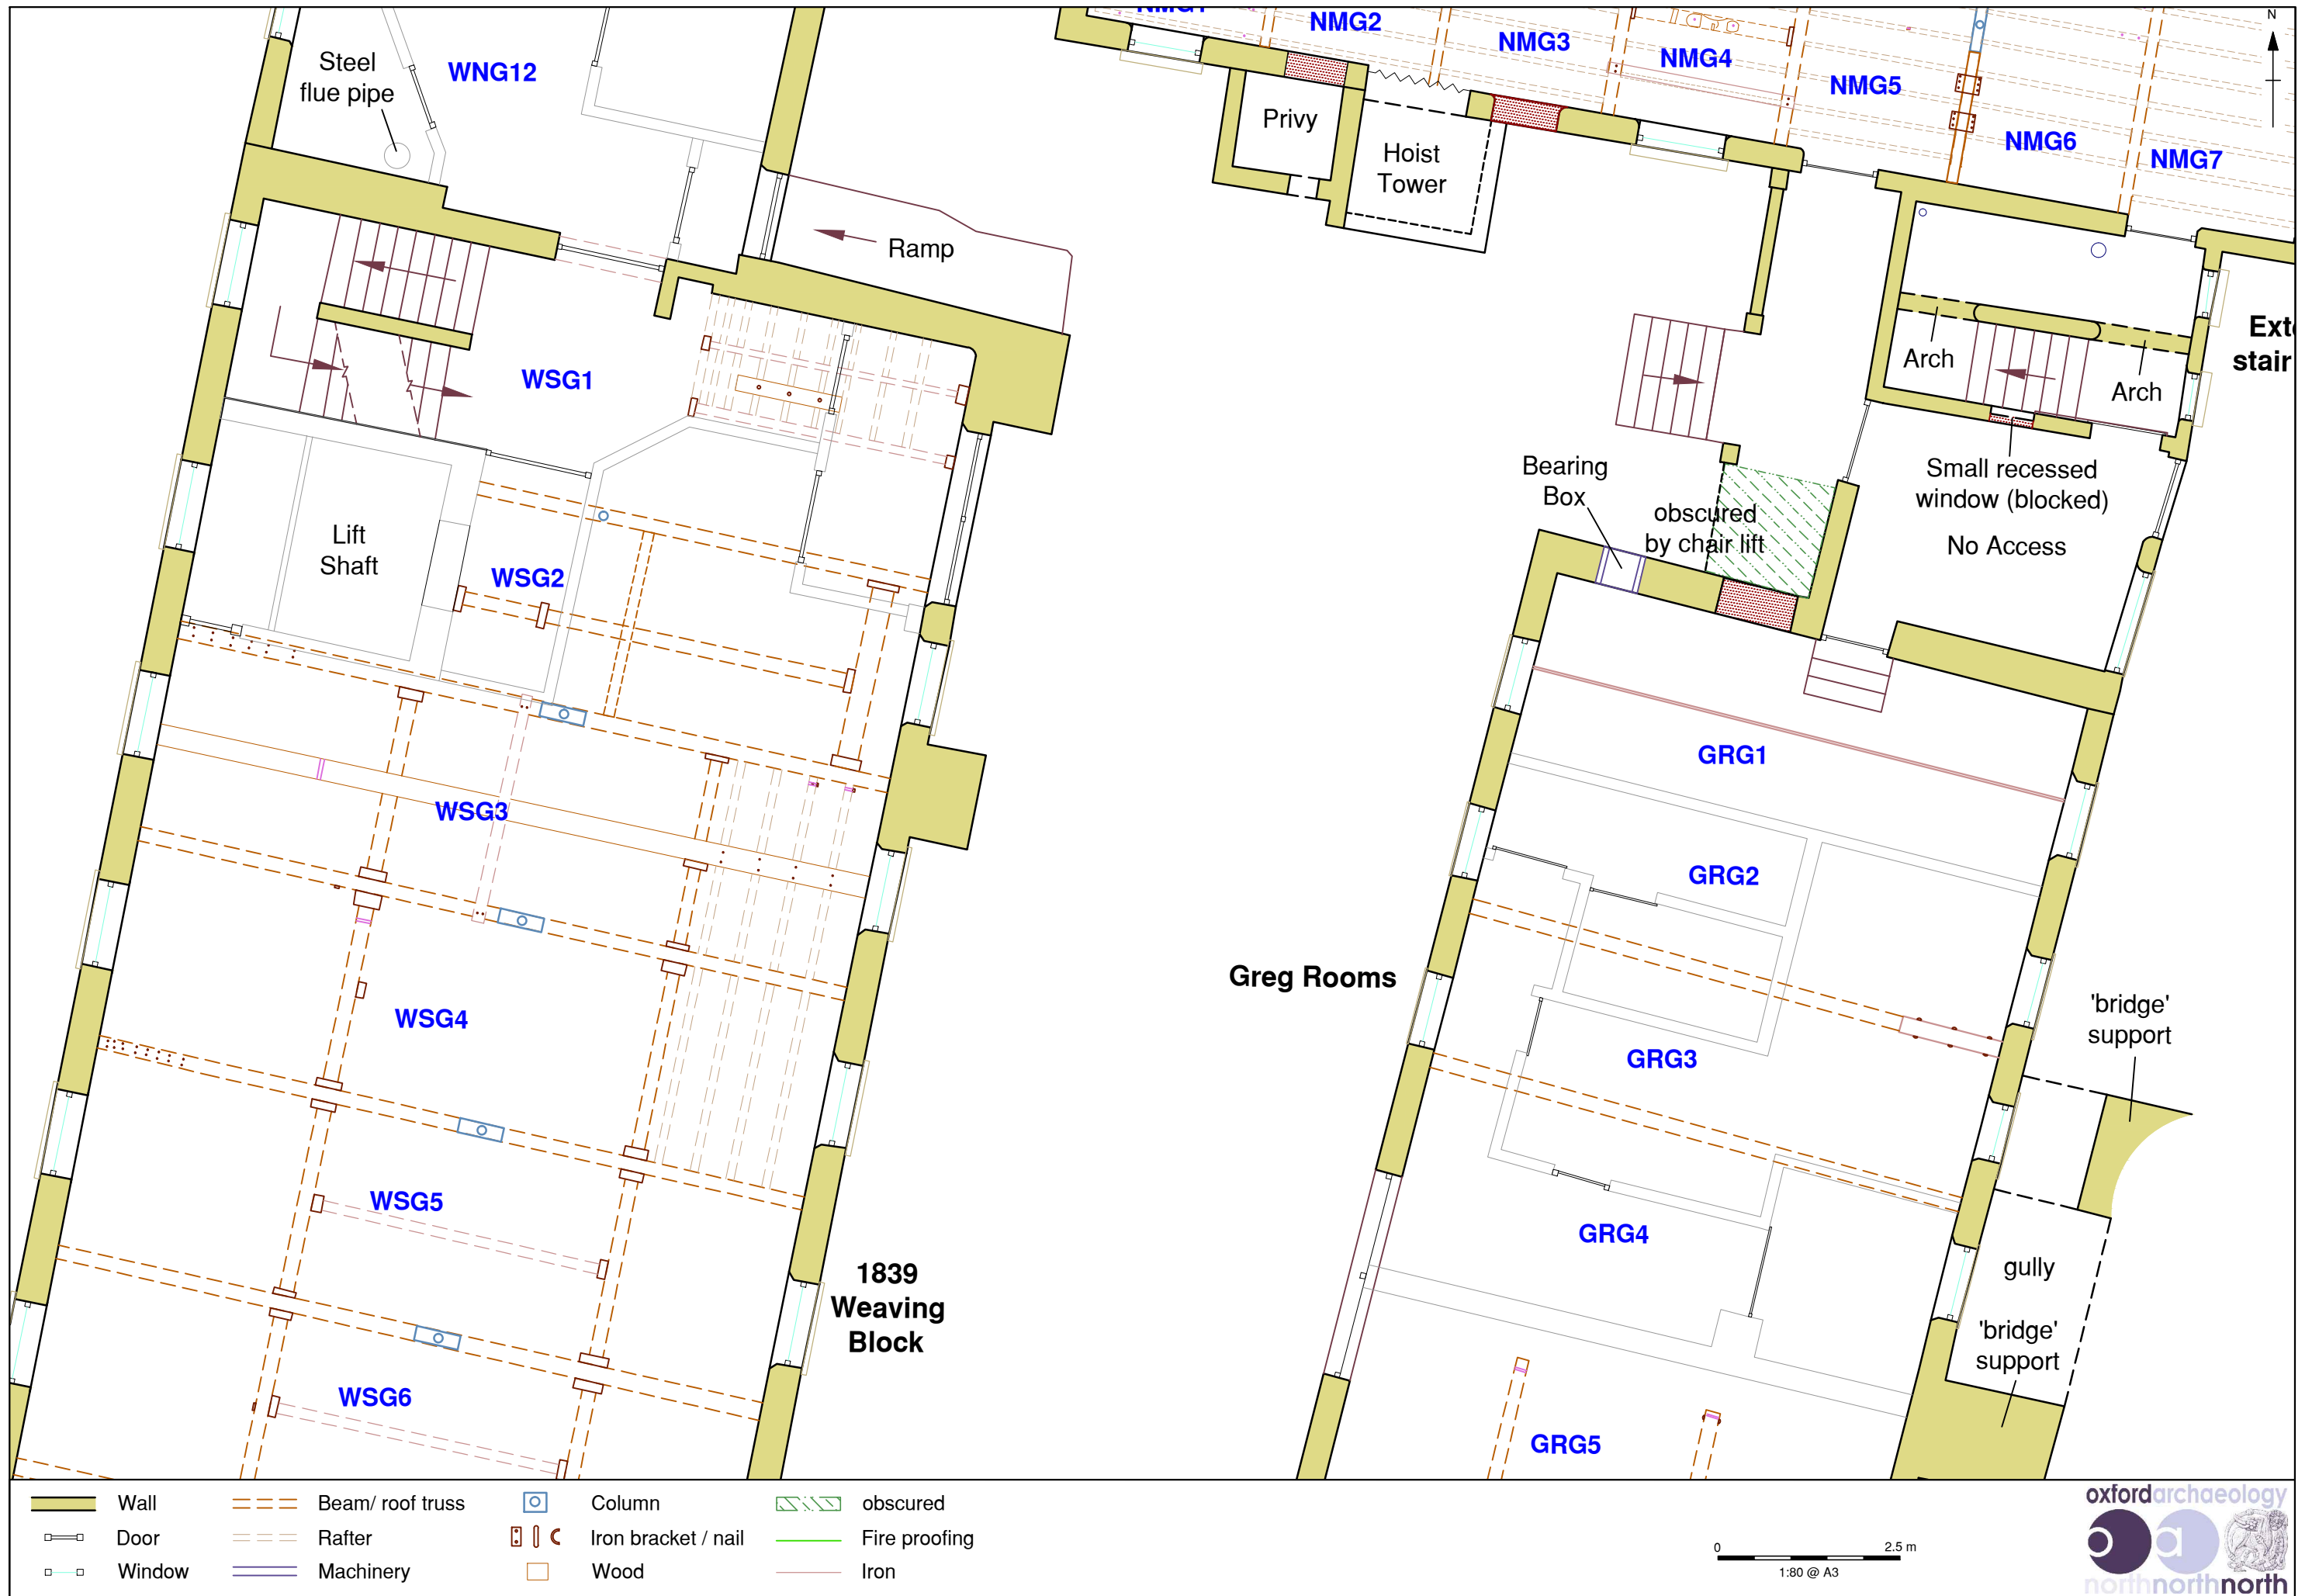 NMG2
NMG3
NMG4
NMG5
NMG6
NMG7
N
Steel
flue pipe
WNG12
Privy
Hoist
Tower
Ramp
Arch
Arch
stair
WSG1
Bearing
Box
obscured
by chair lift
Small recessed
window (blocked)
No Access
Lift
Shaft
WSG2
WSG3
GRG1
GRG2
Greg Rooms
WSG4
GRG3
'bridge'
support
WSG5
GRG4
gully
1839
Weaving
Block
'bridge'
support
WSG6
GRG5
Wall
Door
Window
Beam/ roof truss
Rafter
Machinery
Column
Iron bracket / nail
Wood
obscured
Fire proofing
Iron
0 2.5 m
1:80 @ A3
oxfordarchaeology
oa
northnorthnorth